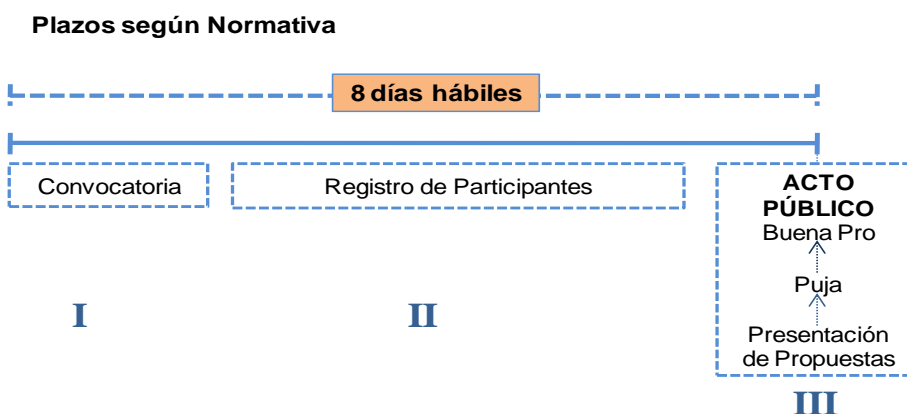 Plazos según Normativa
8 días hábiles
Convocatoria
Registro de Participantes
ACTO
PÚBLICO
Buena Pro
Puja
Presentación
de Propuestas
I
II
III